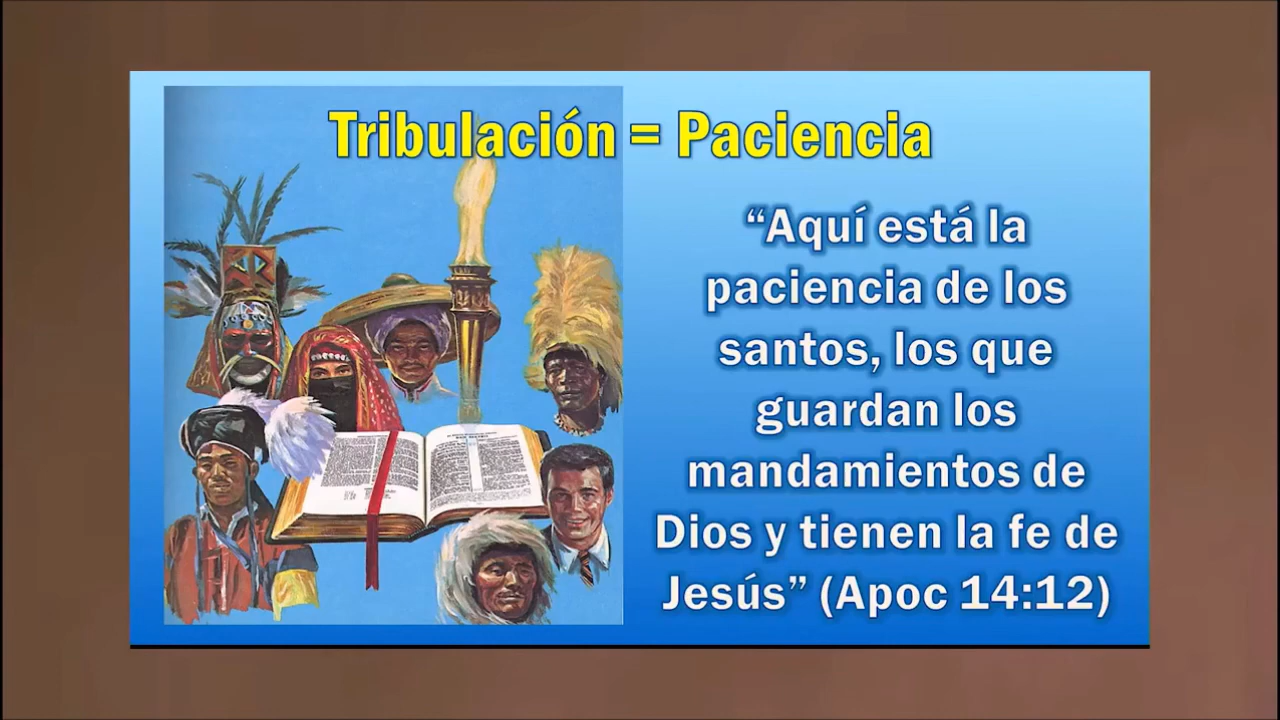 Tribulación = Paciencia
“Aquí está la
paciencia de los
santos, los que
guardan los
mandamientos de
Dios y tienen la fe de
Jesús” (Apoc 14:12)